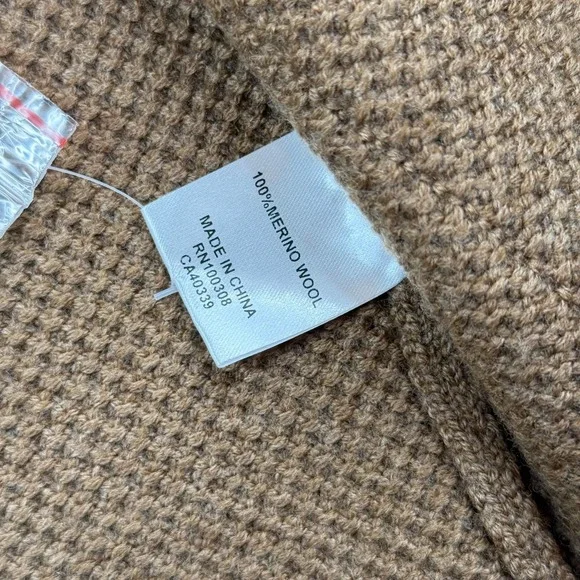 100%MERINO WOOL
MADE IN CHINA
RN100308
CA40339